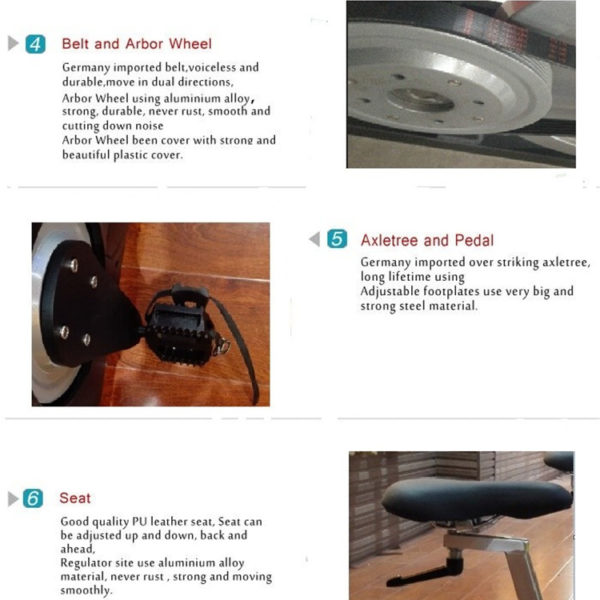 4 Belt and Arbor Wheel
Germany imported belt,voiceless and
durable,move in dual directions,
Arbor Wheel using aluminium alloy,
strong, durable, never rust, smooth and
cutting down noise
Arbor Wheel been cover with strong and
beautiful plastic cover.
5 Axletree and Pedal
Germany imported over striking axletree,
long lifetime using
Adjustable footplates use very big and
strong steel material.
6 Seat
Good quality PU leather seat, Seat can
be adjusted up and down, back and
ahead,
Regulator site use aluminium alloy
material, never rust , strong and moving
smoothly.